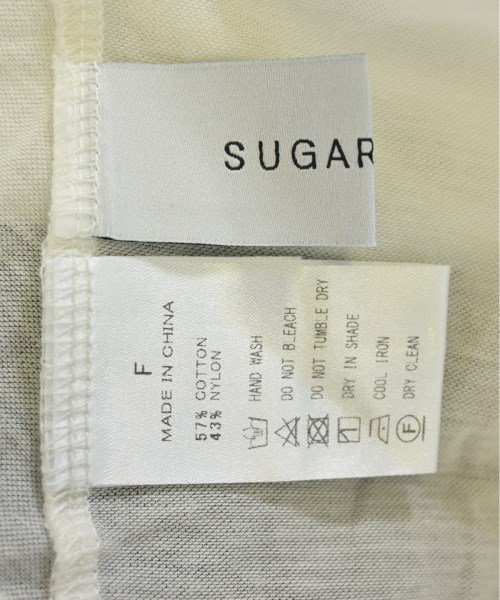 SUGAR
F
MADE IN CHINA
57% COTTON
43% NYLON
HAND WASH
DO NOT BLEACH
DO NOT TUMBLE DRY
DRY IN SHADE
COOL IRON
F DRY CLEAN